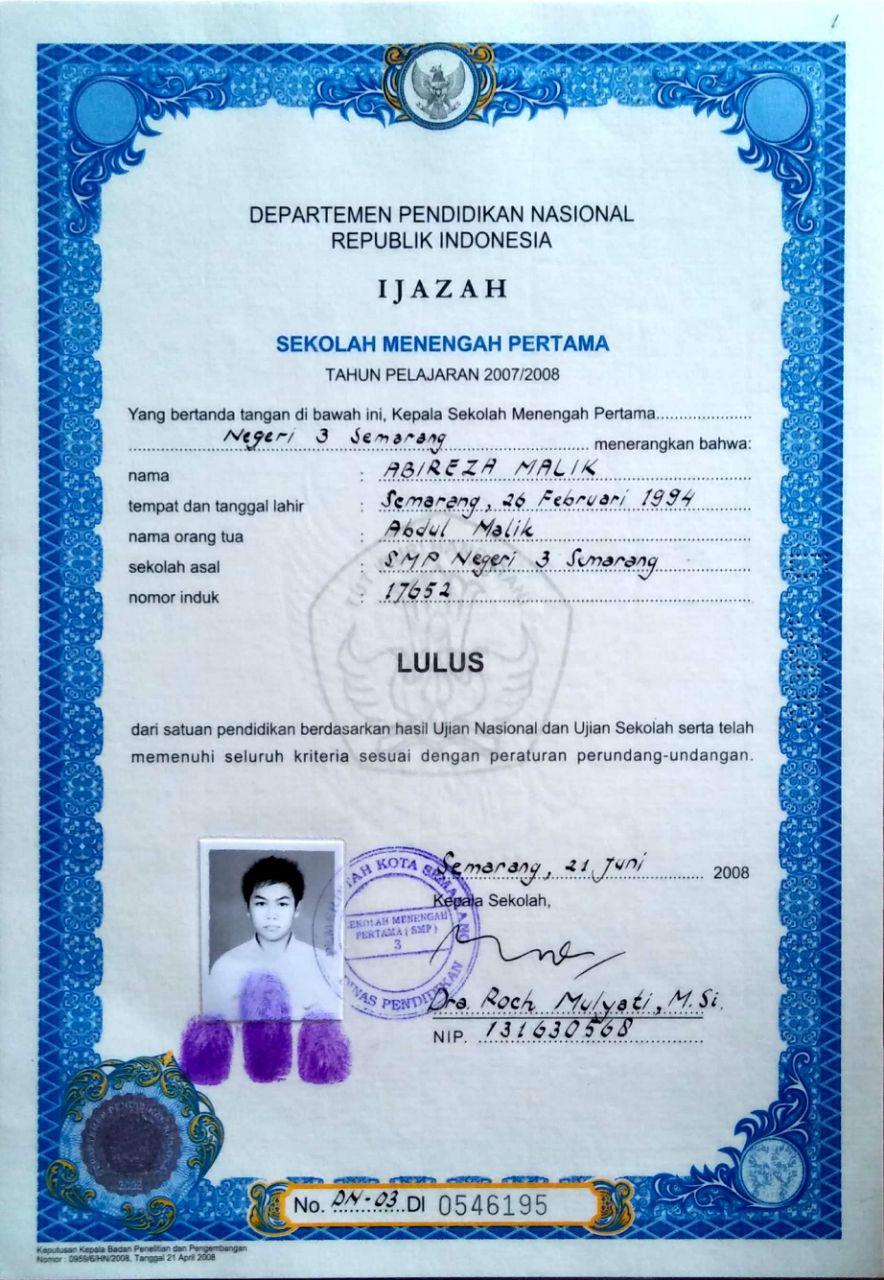 1
DEPARTEMEN PENDIDIKAN NASIONAL
REPUBLIK INDONESIA
IJAZAH
SEKOLAH MENENGAH PERTAMA
TAHUN PELAJARAN 2007/2008
Yang bertanda tangan di bawah ini, Kepala Sekolah Menengah Pertama....................
Negeri 3 Semarang menerangkan bahwa:
nama : ABIREZA MALIK
tempat dan tanggal lahir : Semarang, 26 Februari 1994
nama orang tua : Abdul Malik
sekolah asal : SMP Negeri 3 Semarang
nomor induk : 17652
LULUS
dari satuan pendidikan berdasarkan hasil Ujian Nasional dan Ujian Sekolah serta telah
memenuhi seluruh kriteria sesuai dengan peraturan perundang-undangan.
Semarang, 21 Juni 2008
Kepala Sekolah,
KOTA SEMARANG
SEKOLAH MENENGAH
PERTAMA ( SMP )
3
DINAS PENDIDIKAN
Dra. Roch Mulyati, M.Si.
NIP. 131630568
No. DN-03 DI 0546195
Keputusan Kepala Badan Penelitian dan Pengembangan
Nomor : 0959/6/HN/2008, Tanggal 21 April 2008